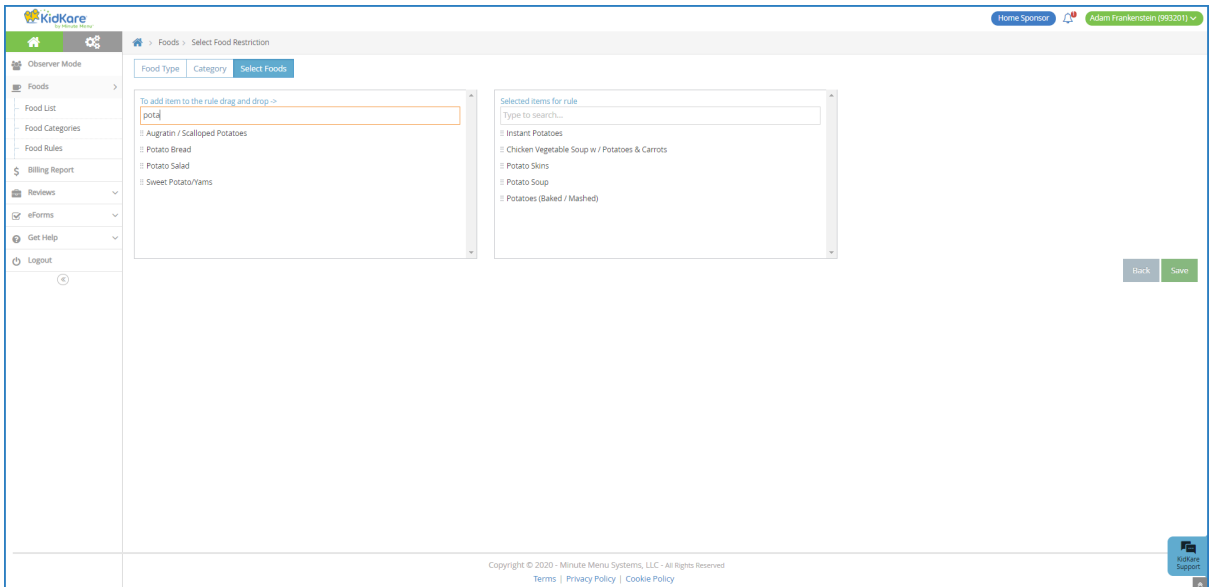 KidKare
by Minute Menu
Home Sponsor
Adam Frankenstein (993201)
> Foods > Select Food Restriction
Observer Mode
Foods
Food List
Food Categories
Food Rules
Billing Report
Reviews
eForms
Get Help
Logout
Food Type Category Select Foods
To add item to the rule drag and drop ->
pota
Augratin / Scalloped Potatoes
Potato Bread
Potato Salad
Sweet Potato/Yams
Selected items for rule
Type to search...
Instant Potatoes
Chicken Vegetable Soup w / Potatoes & Carrots
Potato Skins
Potato Soup
Potatoes (Baked / Mashed)
Back Save
KidKare
Support
Copyright © 2020 - Minute Menu Systems, LLC - All Rights Reserved
Terms | Privacy Policy | Cookie Policy